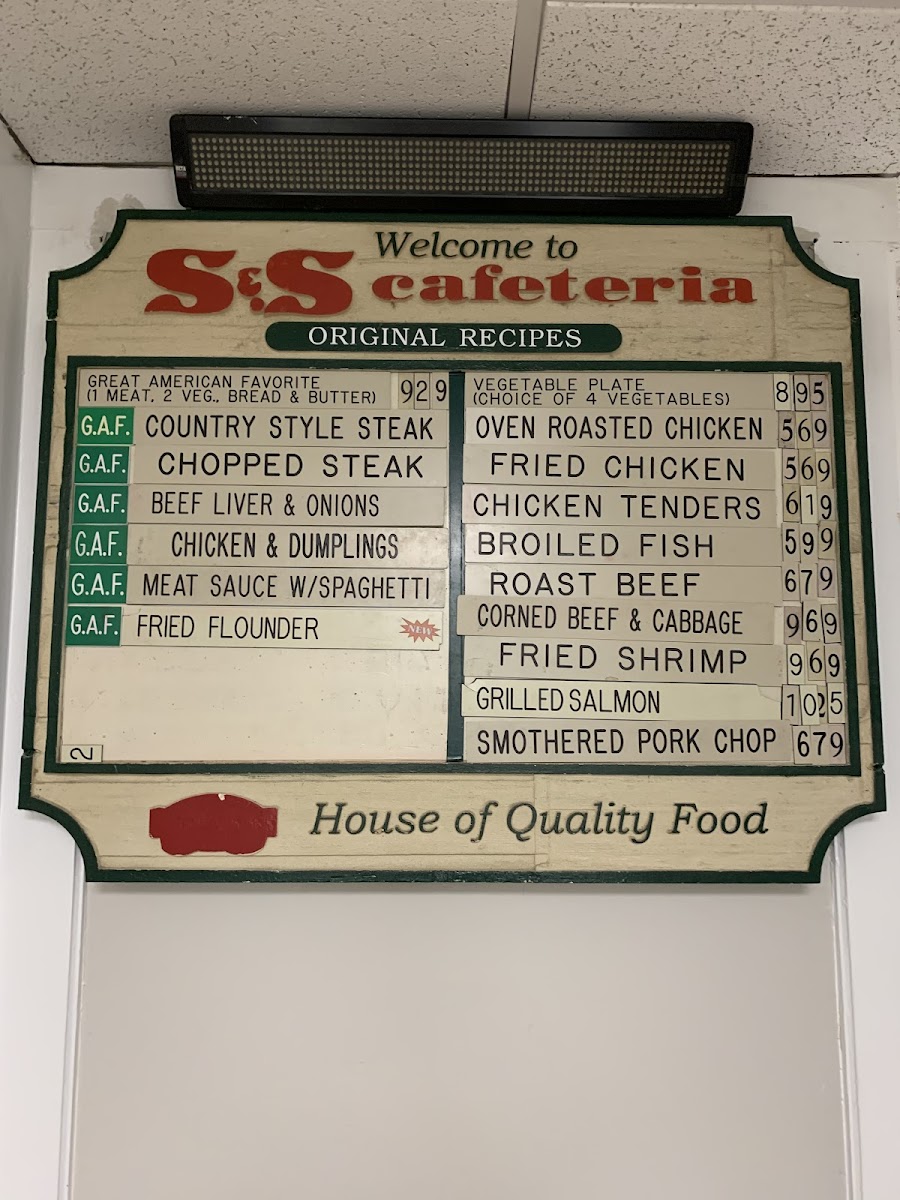 Welcome to
S&S cafeteria
ORIGINAL RECIPES
GREAT AMERICAN FAVORITE
(1 MEAT, 2 VEG., BREAD & BUTTER) 929
G.A.F. COUNTRY STYLE STEAK
G.A.F. CHOPPED STEAK
G.A.F. BEEF LIVER & ONIONS
G.A.F. CHICKEN & DUMPLINGS
G.A.F. MEAT SAUCE W/SPAGHETTI
G.A.F. FRIED FLOUNDER NEW
2
VEGETABLE PLATE
(CHOICE OF 4 VEGETABLES) 895
OVEN ROASTED CHICKEN 569
FRIED CHICKEN 569
CHICKEN TENDERS 619
BROILED FISH 599
ROAST BEEF 679
CORNED BEEF & CABBAGE 969
FRIED SHRIMP 969
GRILLED SALMON 1025
SMOTHERED PORK CHOP 679
House of Quality Food